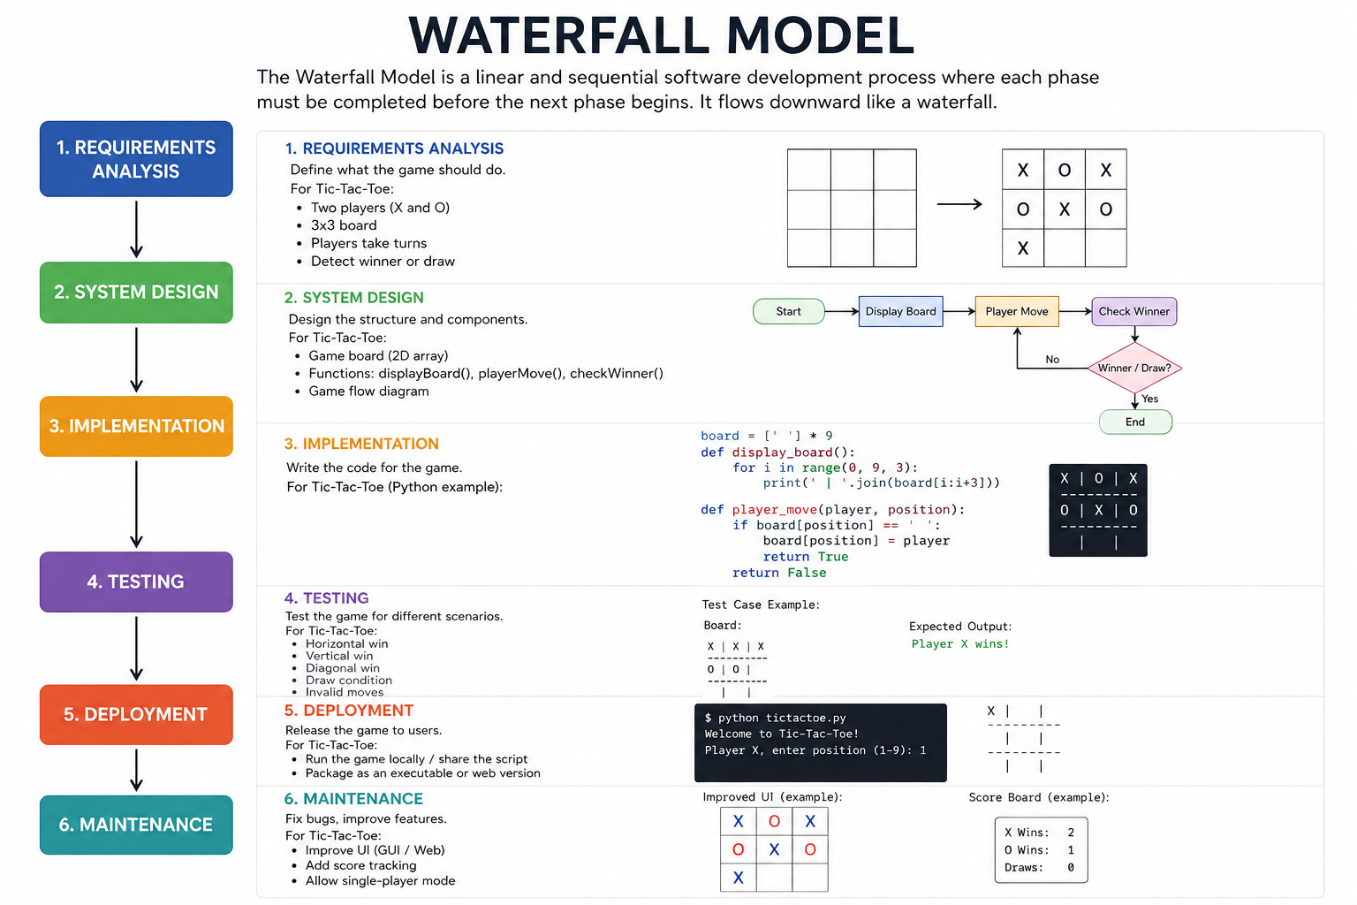 WATERFALL MODEL
The Waterfall Model is a linear and sequential software development process where each phase
must be completed before the next phase begins. It flows downward like a waterfall.
1. REQUIREMENTS
ANALYSIS
2. SYSTEM DESIGN
3. IMPLEMENTATION
4. TESTING
5. DEPLOYMENT
6. MAINTENANCE
1. REQUIREMENTS ANALYSIS
Define what the game should do.
For Tic-Tac-Toe:
• Two players (X and O)
• 3x3 board
• Players take turns
• Detect winner or draw
X O X
O X O
X
2. SYSTEM DESIGN
Design the structure and components.
For Tic-Tac-Toe:
• Game board (2D array)
• Functions: displayBoard(), playerMove(), checkWinner()
• Game flow diagram
Start
Display Board
Player Move
Check Winner
Winner / Draw?
No
Yes
End
3. IMPLEMENTATION
Write the code for the game.
For Tic-Tac-Toe (Python example):
board = [' '] * 9
def display_board():
    for i in range(0, 9, 3):
        print(' | '.join(board[i:i+3]))
def player_move(player, position):
    if board[position] == ' ':
        board[position] = player
        return True
    return False
X | O | X
---------
O | X | O
---------
  |   |
4. TESTING
Test the game for different scenarios.
For Tic-Tac-Toe:
• Horizontal win
• Vertical win
• Diagonal win
• Draw condition
• Invalid moves
Test Case Example:
Board:
X | X | X
---------
O | O |
---------
  |   |
Expected Output:
Player X wins!
5. DEPLOYMENT
Release the game to users.
For Tic-Tac-Toe:
• Run the game locally / share the script
• Package as an executable or web version
$ python tictactoe.py
Welcome to Tic-Tac-Toe!
Player X, enter position (1-9): 1
X |   |
-----------
  |   |
-----------
  |   |
6. MAINTENANCE
Fix bugs, improve features.
For Tic-Tac-Toe:
• Improve UI (GUI / Web)
• Add score tracking
• Allow single-player mode
Improved UI (example):
X O X
O X O
X
Score Board (example):
X Wins: 2
O Wins: 1
Draws: 0